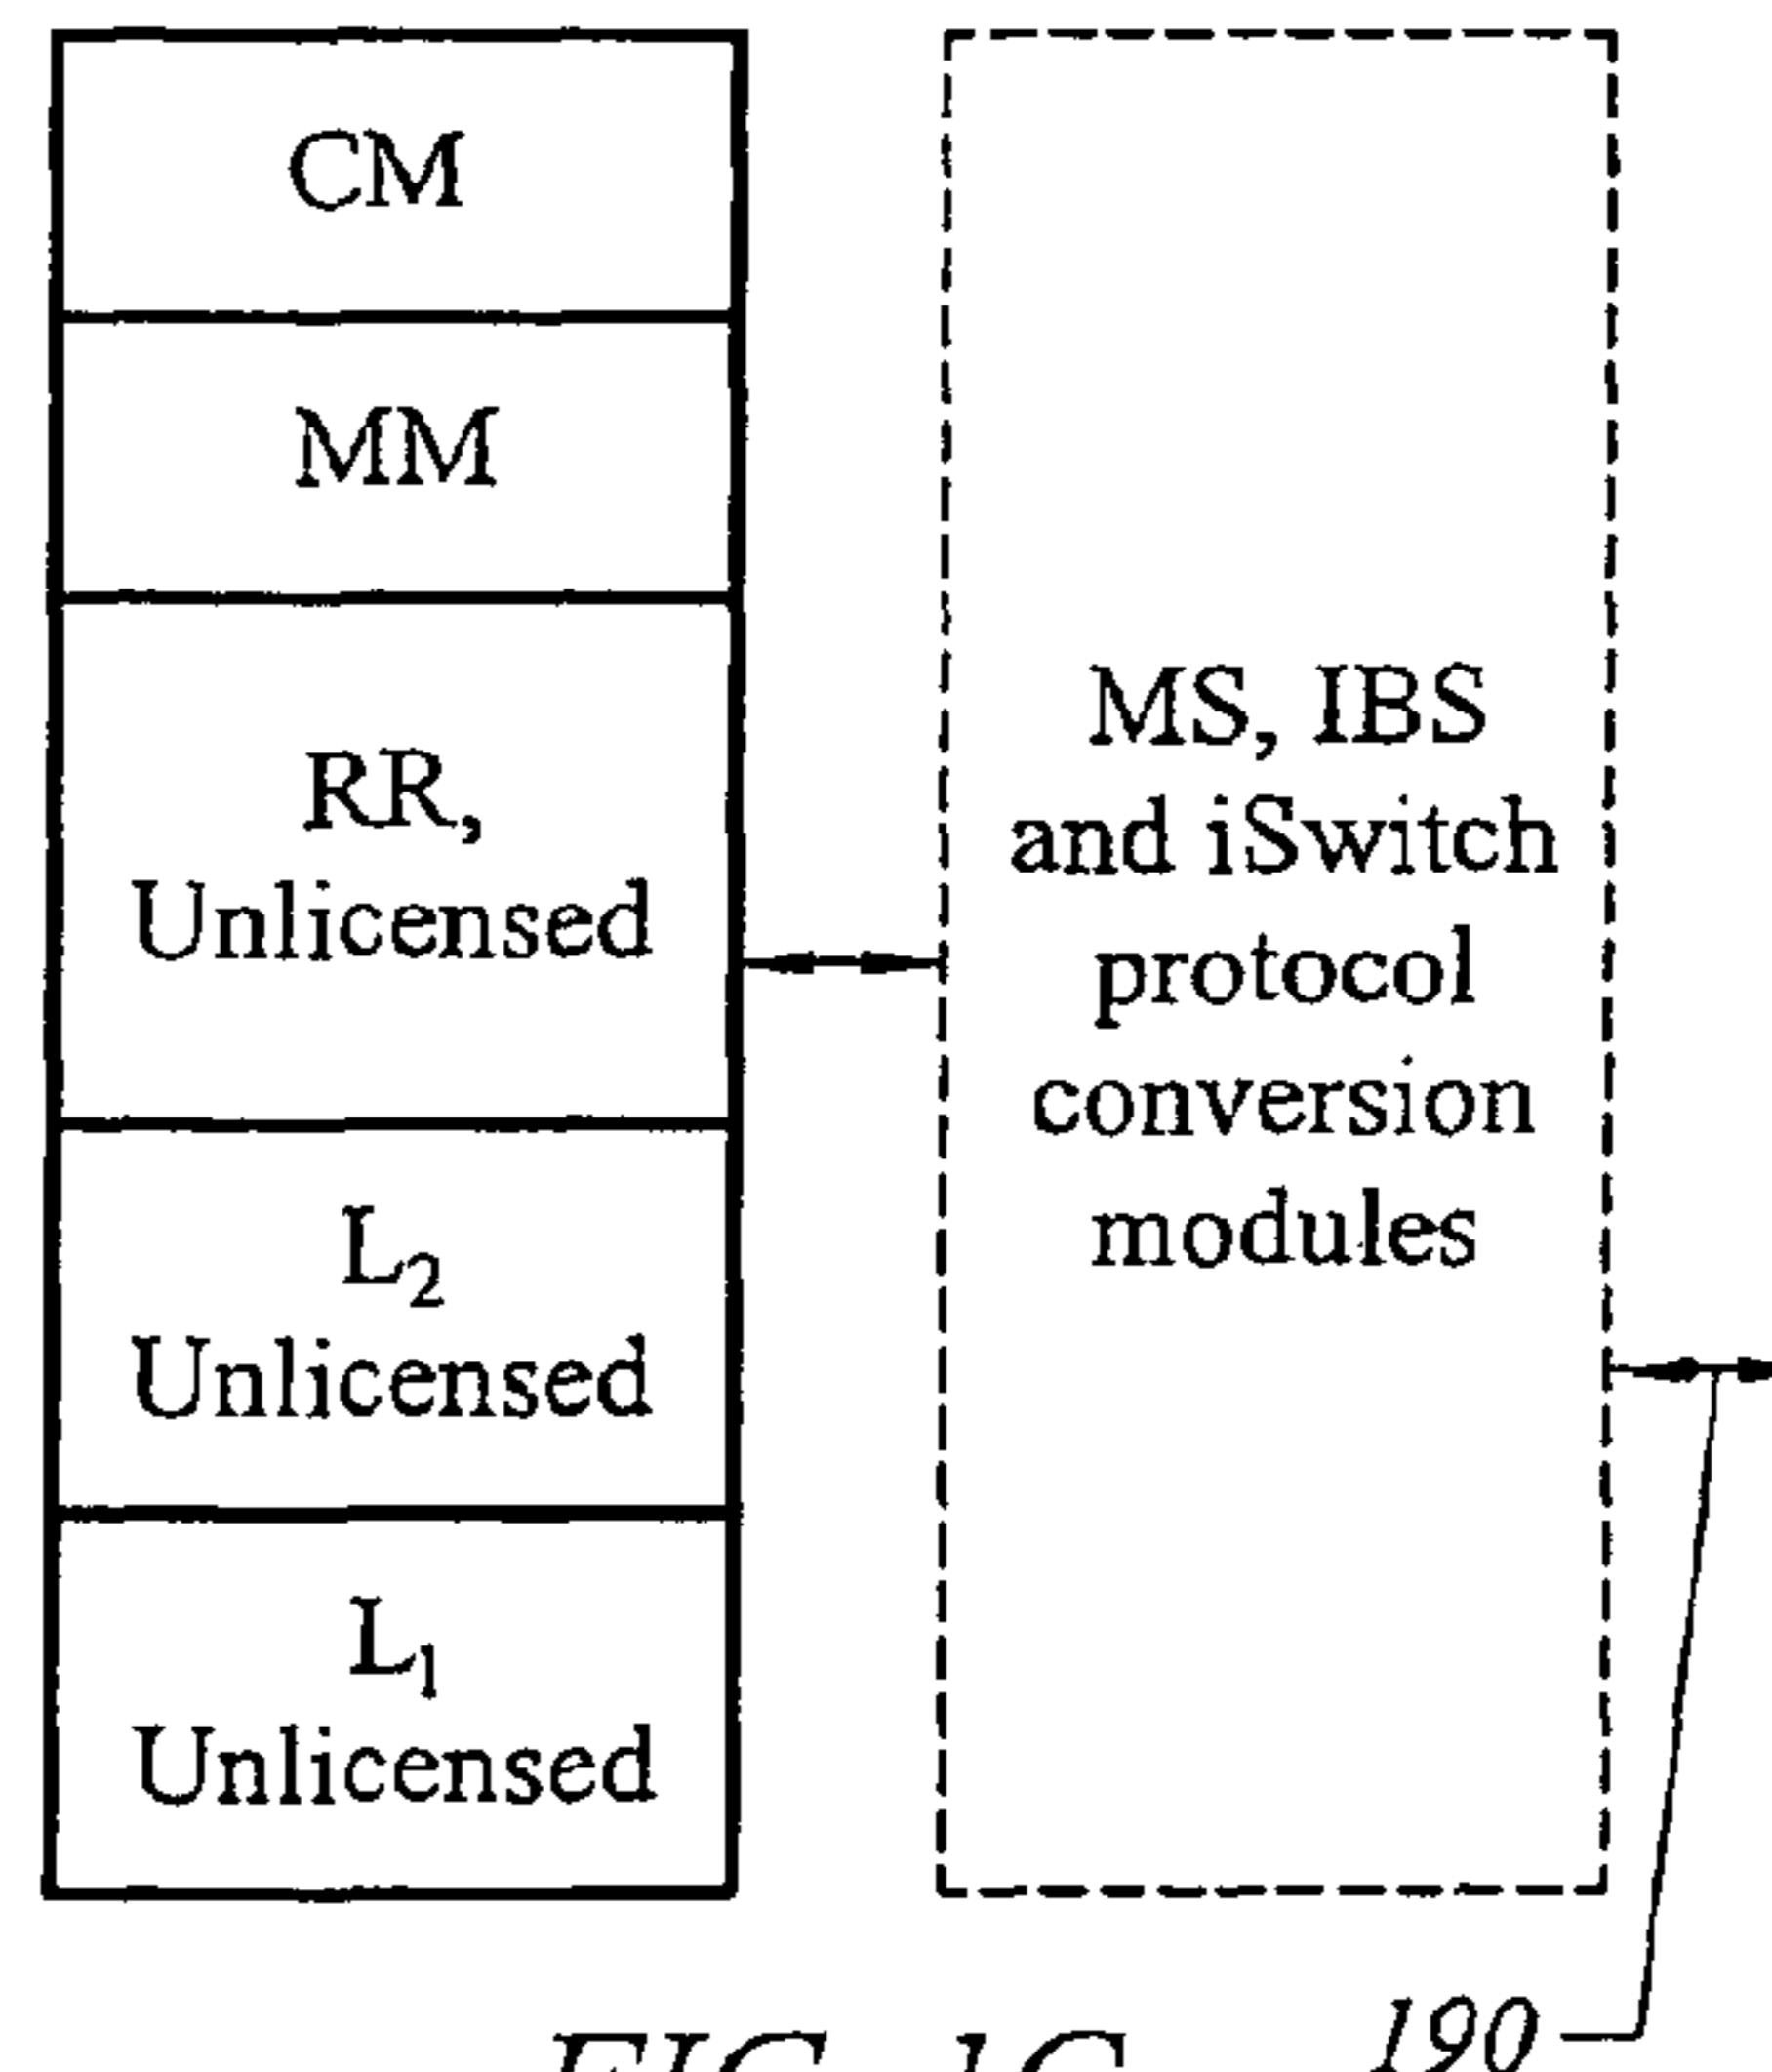 CM
MM
RR,
Unlicensed
L₂
Unlicensed
L₁
Unlicensed
MS, IBS
and iSwitch
protocol
conversion
modules
190